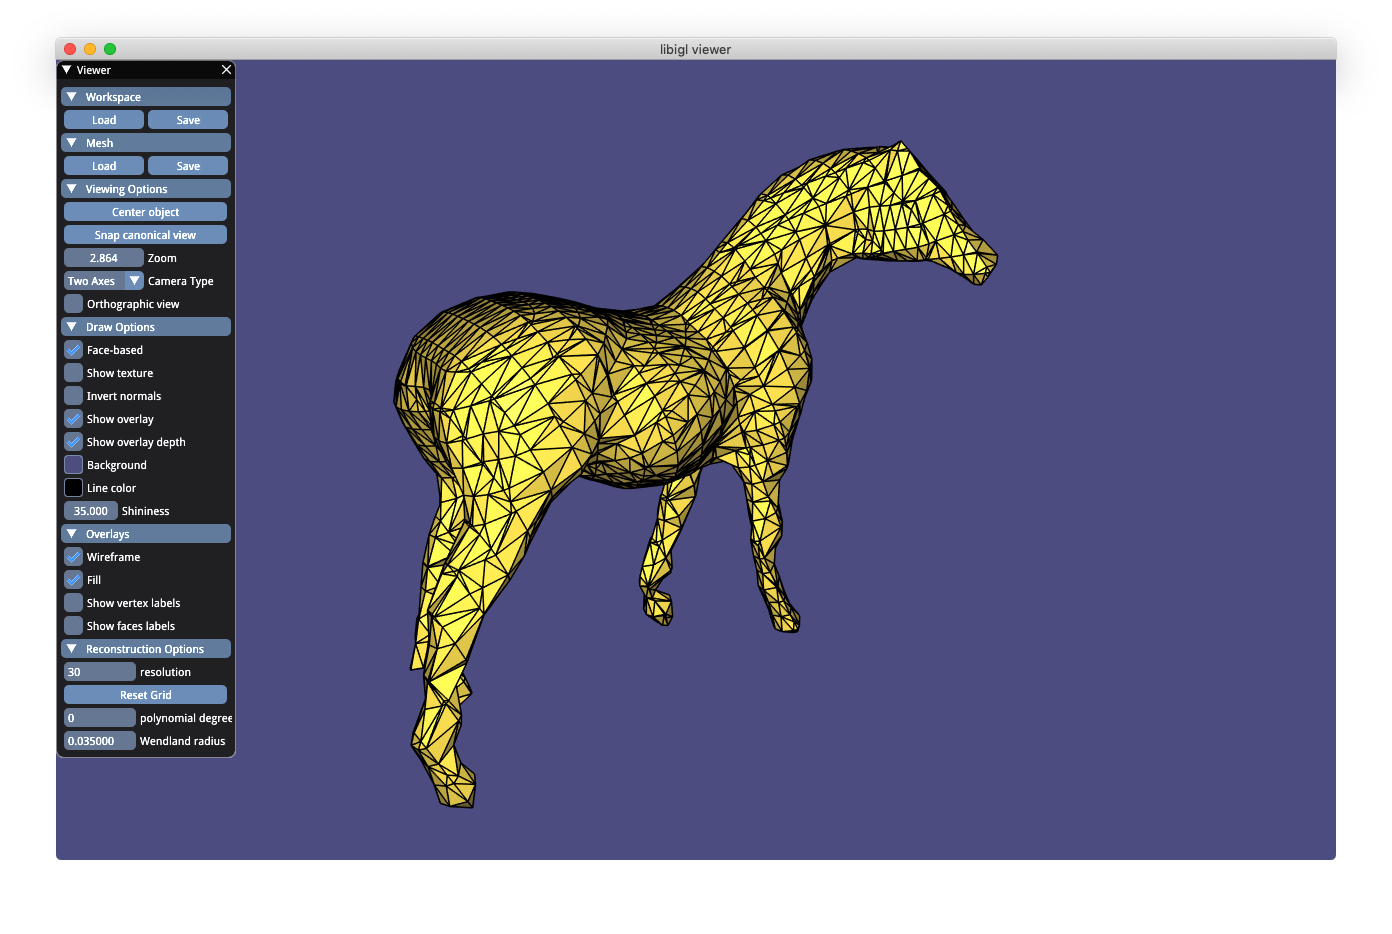 libigl viewer
Viewer
Workspace
Load Save
Mesh
Load Save
Viewing Options
Center object
Snap canonical view
2.864 Zoom
Two Axes Camera Type
Orthographic view
Draw Options
Face-based
Show texture
Invert normals
Show overlay
Show overlay depth
Background
Line color
35.000 Shininess
Overlays
Wireframe
Fill
Show vertex labels
Show faces labels
Reconstruction Options
30 resolution
Reset Grid
0 polynomial degree
0.035000 Wendland radius